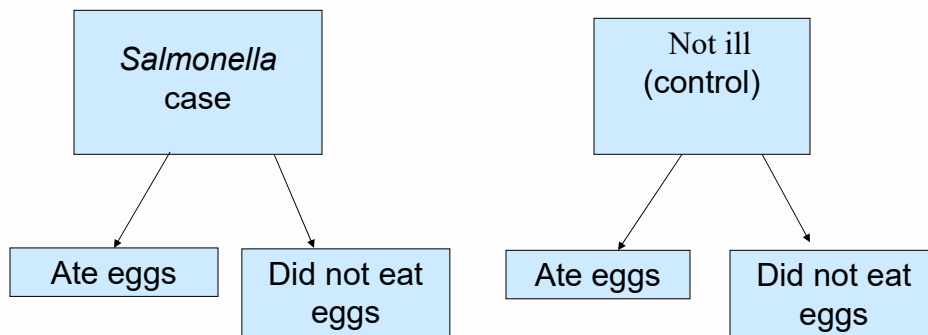 Salmonella
case
Not ill
(control)
Ate eggs
Did not eat
eggs
Ate eggs
Did not eat
eggs